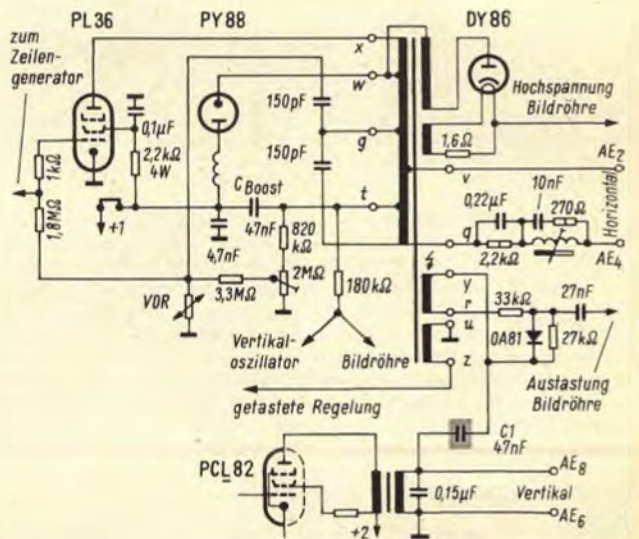 PL36
PY88
DY86
zum
Zeilen-
generator
x
w
150pF
g
150pF
t
0,1µF
2,2kΩ
4W
1kΩ
1,8MΩ
+1
C Boost
47nF
4,7nF
820
kΩ
2MΩ
3,3MΩ
VDR
180kΩ
Vertikal-
oszillator
Bildröhre
Hochspannung
Bildröhre
1,6Ω
v
AE2
0,22µF
10nF
270Ω
Horizontal
q
2,2kΩ
AE4
4
y
r
33kΩ
27nF
u
OA81
27kΩ
z
Austastung
Bildröhre
getastete Regelung
C1
47nF
PCL82
AE8
0,15µF
Vertikal
+2
AE6